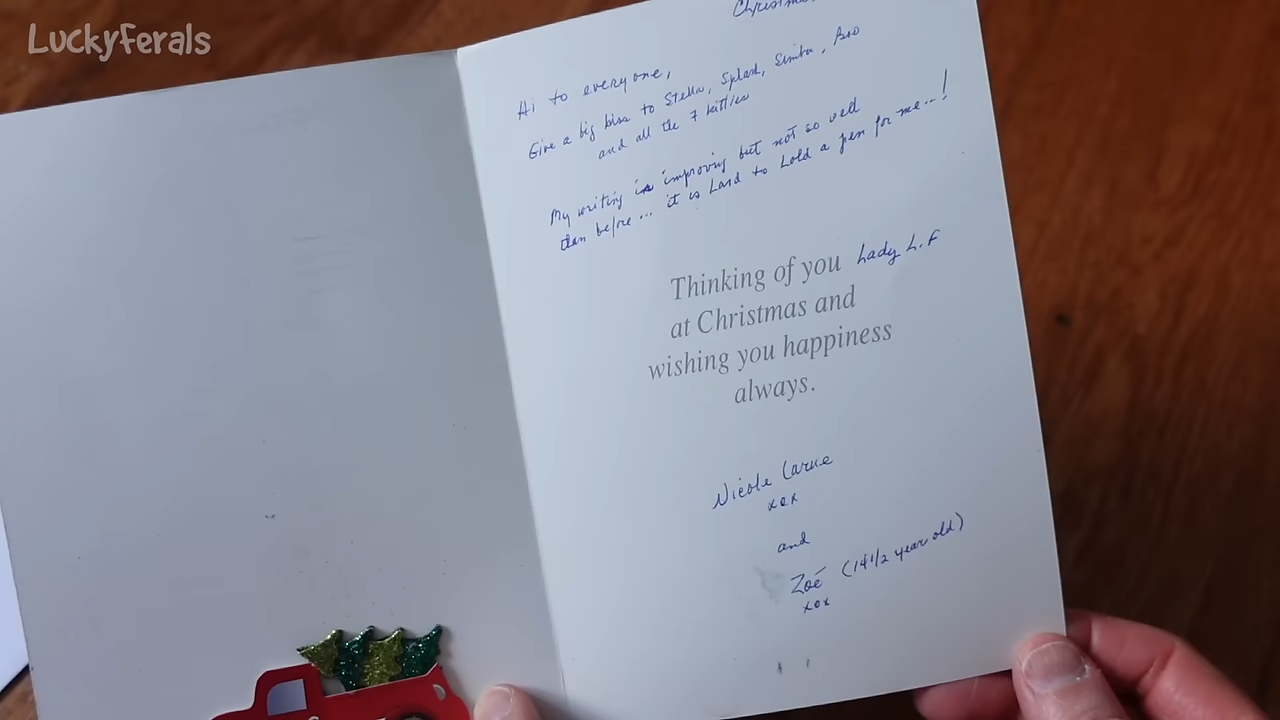 LuckyFerals
Christmas
Hi to everyone,
Give a big kiss to Stella, Splash, Simba, Boo
and all the 7 kitties
My writing is improving but not so well
than before... it is hard to hold a pen for me...!
Thinking of you Lady L.F
at Christmas and
wishing you happiness
always.
Nicole Carue
xox
and
Zoé (14 1/2 year old)
xox